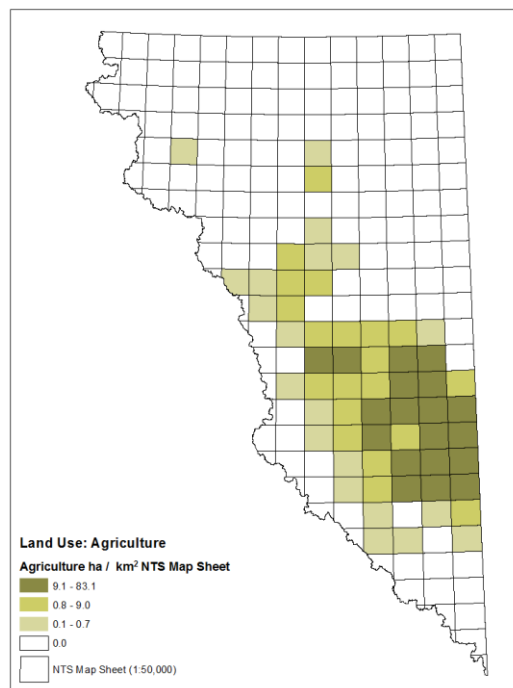 Land Use: Agriculture
Agriculture ha / km² NTS Map Sheet
9.1 - 83.1
0.8 - 9.0
0.1 - 0.7
0.0
NTS Map Sheet (1:50,000)